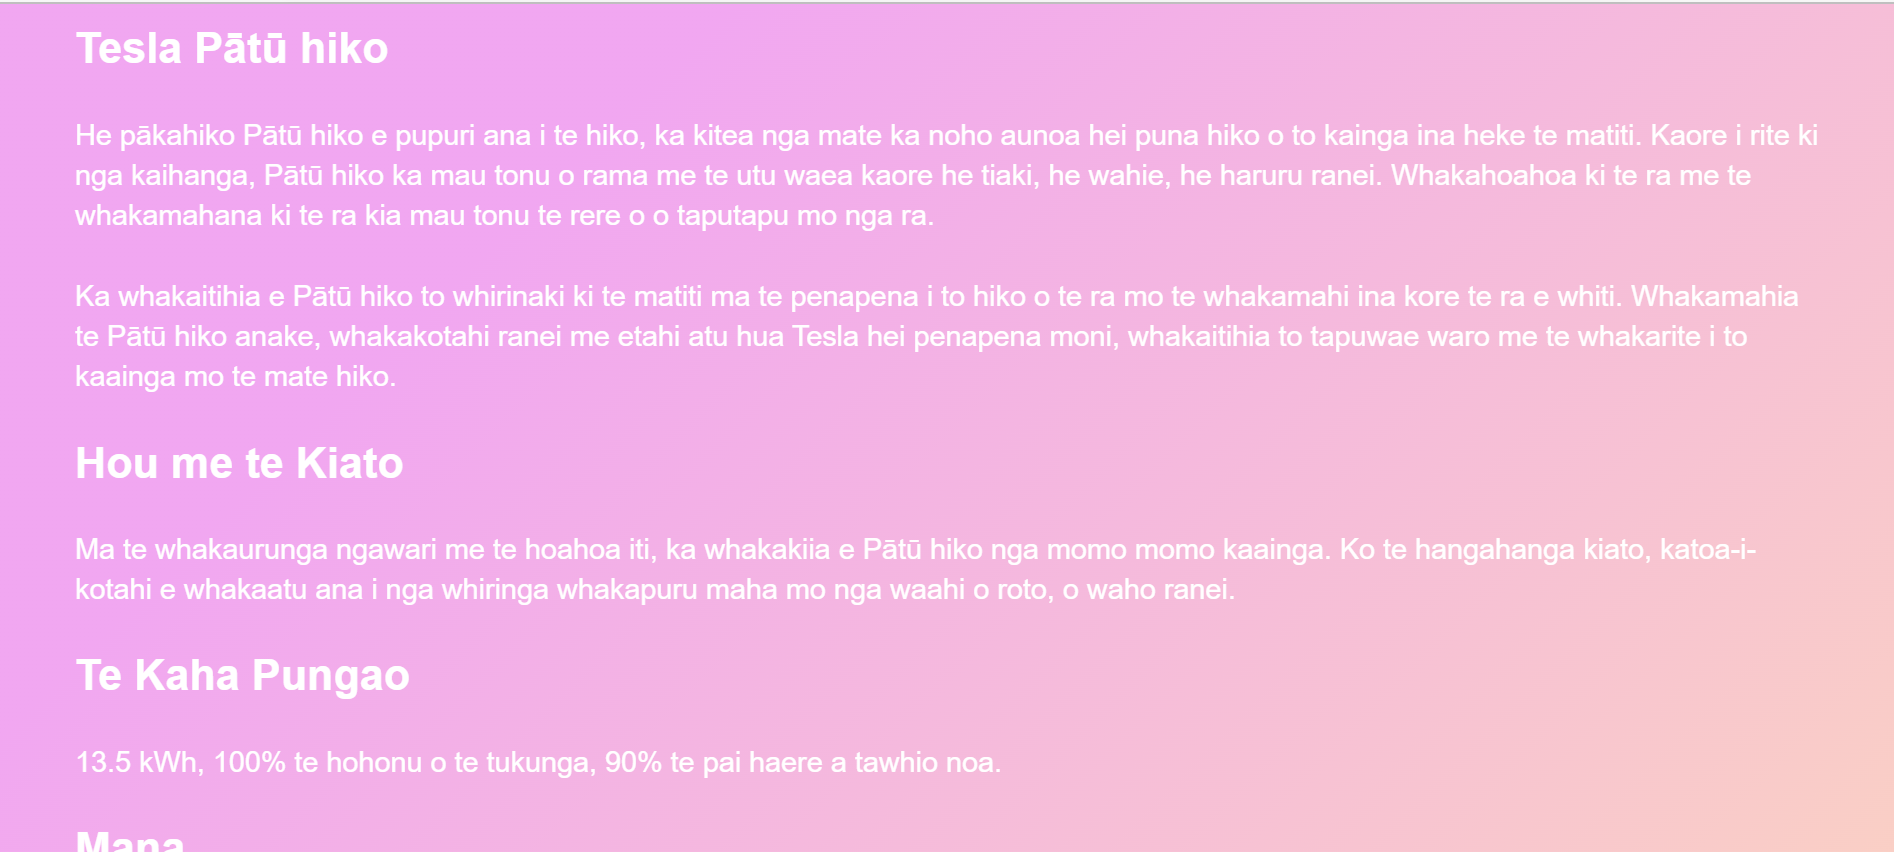 Tesla Pātū hiko
He pākahiko Pātū hiko e pupuri ana i te hiko, ka kitea nga mate ka noho aunoa hei puna hiko o to kainga ina heke te matiti. Kaore i rite ki
nga kaihanga, Pātū hiko ka mau tonu o rama me te utu waea kaore he tiaki, he wahie, he haruru ranei. Whakahoahoa ki te ra me te
whakamahana ki te ra kia mau tonu te rere o o taputapu mo nga ra.
Ka whakaitihia e Pātū hiko to whirinaki ki te matiti ma te penapena i to hiko o te ra mo te whakamahi ina kore te ra e whiti. Whakamahia
te Pātū hiko anake, whakakotahi ranei me etahi atu hua Tesla hei penapena moni, whakaitihia to tapuwae waro me te whakarite i to
kaainga mo te mate hiko.
Hou me te Kiato
Ma te whakaurunga ngawari me te hoahoa iti, ka whakakiia e Pātū hiko nga momo momo kaainga. Ko te hangahanga kiato, katoa-i-
kotahi e whakaatu ana i nga whiringa whakapuru maha mo nga waahi o roto, o waho ranei.
Te Kaha Pungao
13.5 kWh, 100% te hohonu o te tukunga, 90% te pai haere a tawhio noa.
Mana